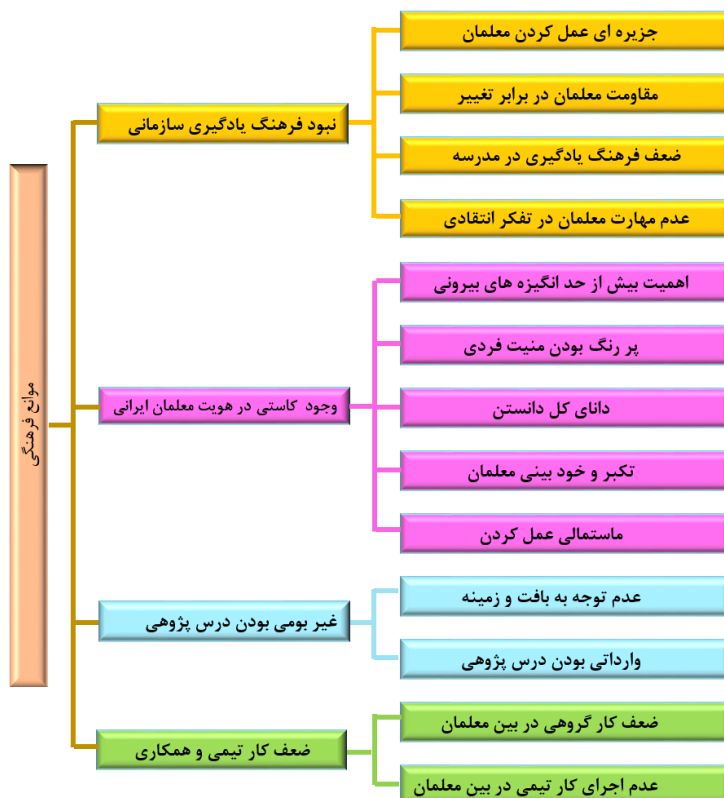 موانع فرهنگی
نبود فرهنگ یادگیری سازمانی
جزیره ای عمل کردن معلمان
مقاومت معلمان در برابر تغییر
ضعف فرهنگ یادگیری در مدرسه
عدم مهارت معلمان در تفکر انتقادی
وجود کاستی در هویت معلمان ایرانی
اهمیت بیش از حد انگیزه های بیرونی
پر رنگ بودن منیت فردی
دانای کل دانستن
تکبر و خود بینی معلمان
ماستمالی عمل کردن
غیر بومی بودن درس پژوهی
عدم توجه به بافت و زمینه
وارداتی بودن درس پژوهی
ضعف کار تیمی و همکاری
ضعف کار گروهی در بین معلمان
عدم اجرای کار تیمی در بین معلمان